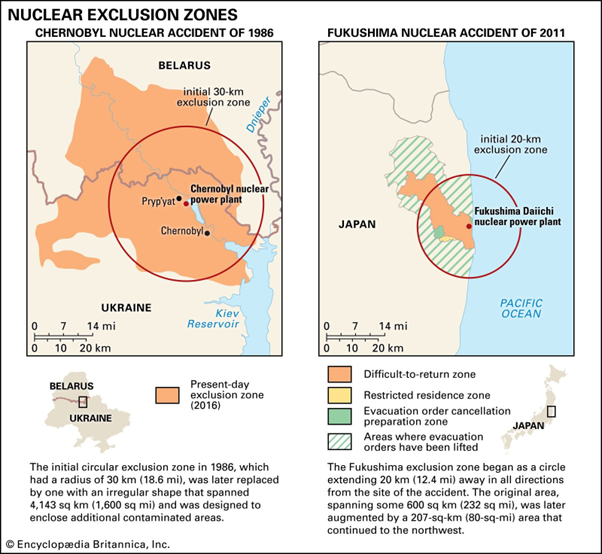 NUCLEAR EXCLUSION ZONES
CHERNOBYL NUCLEAR ACCIDENT OF 1986
BELARUS
initial 30-km
exclusion zone
Dnieper
Chernobyl nuclear
power plant
Pryp'yat
Chernobyl
UKRAINE
Kiev
Reservoir
0 7 14 mi
0 10 20 km
BELARUS
UKRAINE
Present-day
exclusion zone
(2016)
The initial circular exclusion zone in 1986, which
had a radius of 30 km (18.6 mi), was later replaced
by one with an irregular shape that spanned
4,143 sq km (1,600 sq mi) and was designed to
enclose additional contaminated areas.
FUKUSHIMA NUCLEAR ACCIDENT OF 2011
initial 20-km
exclusion zone
JAPAN
Fukushima Daiichi
nuclear power plant
PACIFIC
OCEAN
0 7 14 mi
0 10 20 km
Difficult-to-return zone
Restricted residence zone
Evacuation order cancellation
preparation zone
Areas where evacuation
orders have been lifted
JAPAN
The Fukushima exclusion zone began as a circle
extending 20 km (12.4 mi) away in all directions
from the site of the accident. The original area,
spanning some 600 sq km (232 sq mi), was later
augmented by a 207-sq-km (80-sq-mi) area that
continued to the northwest.
© Encyclopædia Britannica, Inc.